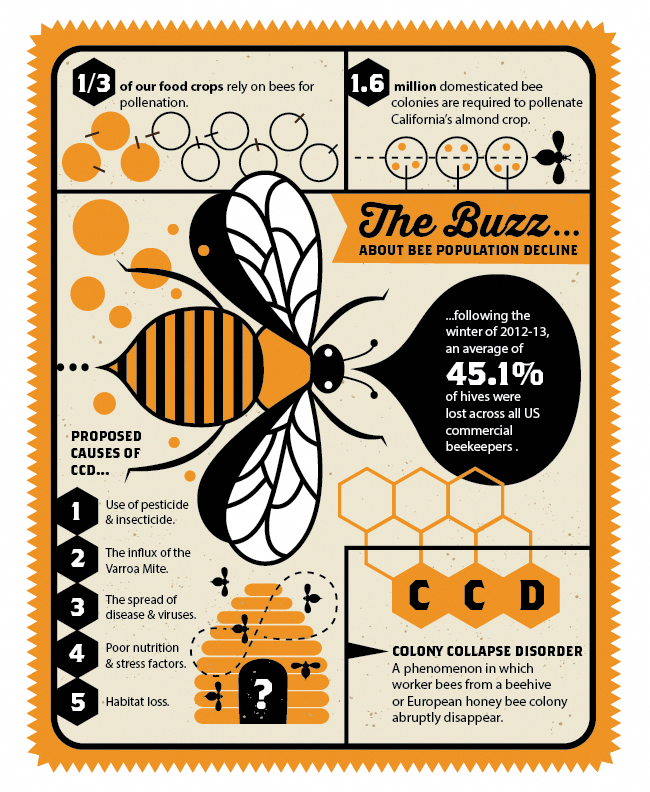 1/3 of our food crops rely on bees for
pollenation.
1.6 million domesticated bee
colonies are required to pollenate
California's almond crop.
The Buzz...
ABOUT BEE POPULATION DECLINE
...following the
winter of 2012-13,
an average of
45.1%
of hives were
lost across all US
commercial
beekeepers .
PROPOSED
CAUSES OF
CCD...
1 Use of pesticide
& insecticide.
2 The influx of the
Varroa Mite.
3 The spread of
disease & viruses.
4 Poor nutrition
& stress factors.
5 Habitat loss.
?
C C D
COLONY COLLAPSE DISORDER
A phenomenon in which
worker bees from a beehive
or European honey bee colony
abruptly disappear.